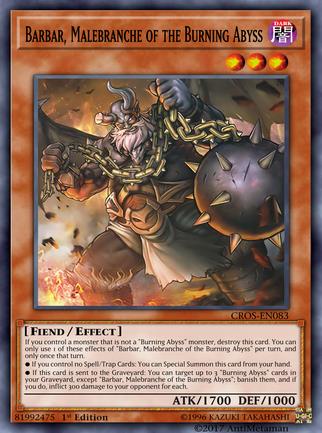 BARBAR, MALEBRANCHE OF THE BURNING ABYSS
DARK
闇
CROS-EN083
[FIEND / EFFECT]
If you control a monster that is not a "Burning Abyss" monster, destroy this card. You can
only use 1 of these effects of "Barbar, Malebranche of the Burning Abyss" per turn, and
only once that turn.
● If you control no Spell/Trap Cards: You can Special Summon this card from your hand.
● If this card is sent to the Graveyard: You can target up to 3 "Burning Abyss" cards in
your Graveyard, except "Barbar, Malebranche of the Burning Abyss"; banish them, and if
you do, inflict 300 damage to your opponent for each.
ATK/1700 DEF/1000
81992475 1st Edition ©1996 KAZUKI TAKAHASHI
©2017 AntiMetaman